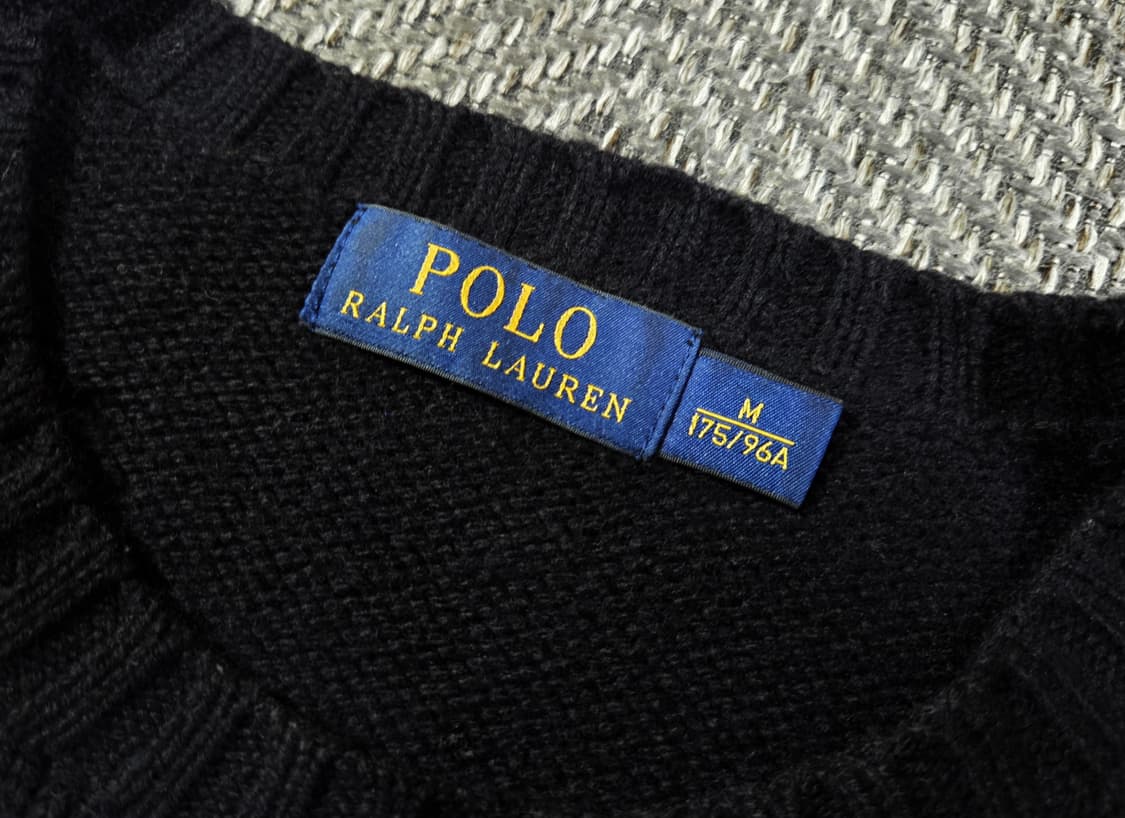 POLO
RALPH LAUREN
M
175/96A